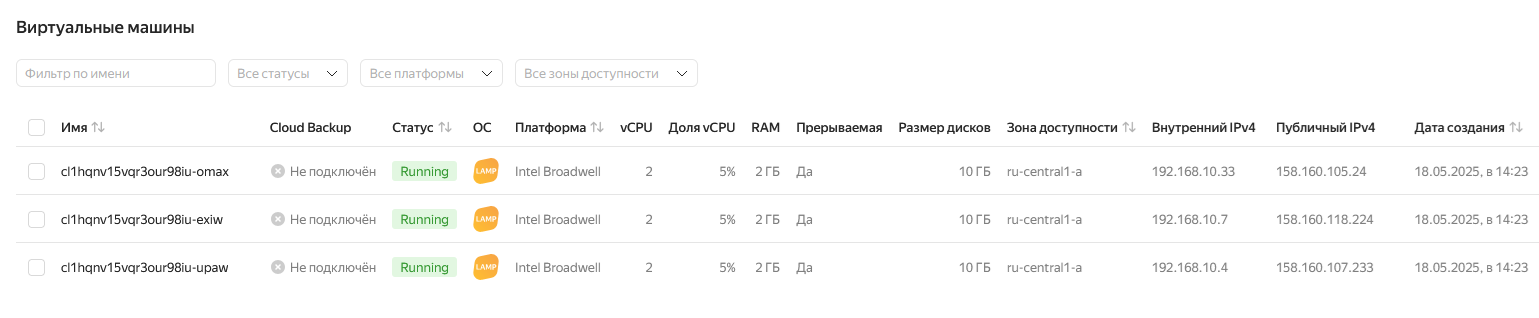 Виртуальные машины
Фильтр по имени Все статусы Все платформы Все зоны доступности
Имя Cloud Backup Статус ОС Платформа vCPU Доля vCPU RAM Прерываемая Размер дисков Зона доступности Внутренний IPv4 Публичный IPv4 Дата создания
cl1hqnv15vqr3our98iu-omax Не подключён Running LAMP Intel Broadwell 2 5% 2 ГБ Да 10 ГБ ru-central1-a 192.168.10.33 158.160.105.24 18.05.2025, в 14:23
cl1hqnv15vqr3our98iu-exiw Не подключён Running LAMP Intel Broadwell 2 5% 2 ГБ Да 10 ГБ ru-central1-a 192.168.10.7 158.160.118.224 18.05.2025, в 14:23
cl1hqnv15vqr3our98iu-upaw Не подключён Running LAMP Intel Broadwell 2 5% 2 ГБ Да 10 ГБ ru-central1-a 192.168.10.4 158.160.107.233 18.05.2025, в 14:23